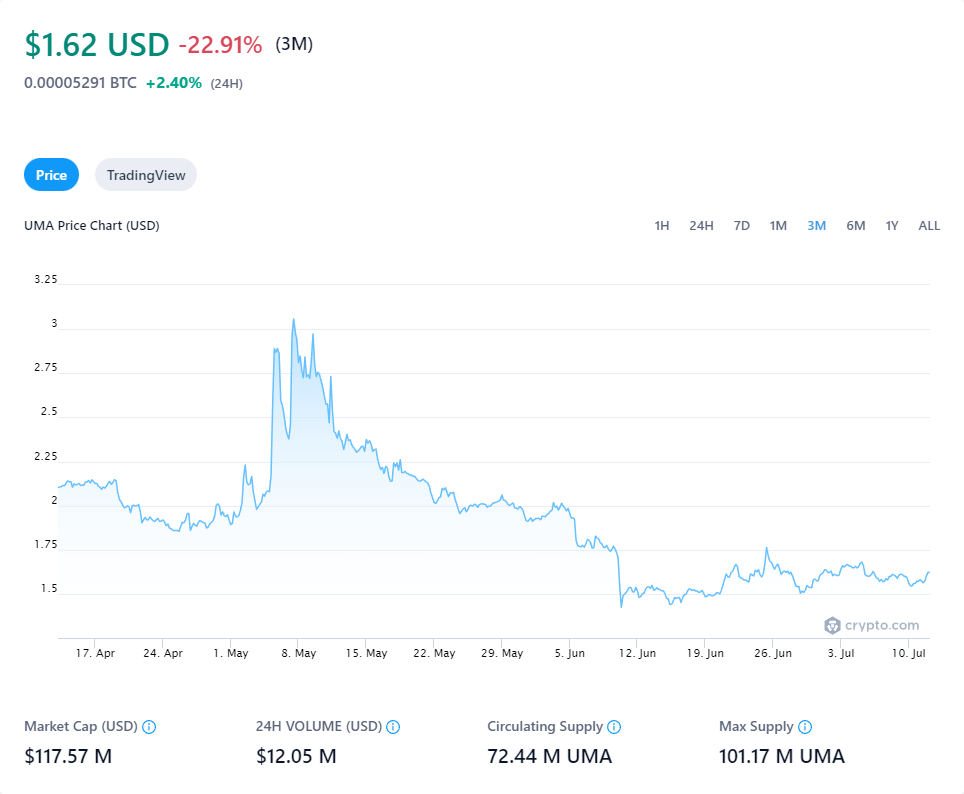 $1.62 USD -22.91% (3M)
0.00005291 BTC +2.40% (24H)
Price TradingView
UMA Price Chart (USD) 1H 24H 7D 1M 3M 6M 1Y ALL
3.25
3
2.75
2.5
2.25
2
1.75
1.5
crypto.com
17. Apr 24. Apr 1. May 8. May 15. May 22. May 29. May 5. Jun 12. Jun 19. Jun 26. Jun 3. Jul 10. Jul
Market Cap (USD) 24H VOLUME (USD) Circulating Supply Max Supply
$117.57 M $12.05 M 72.44 M UMA 101.17 M UMA